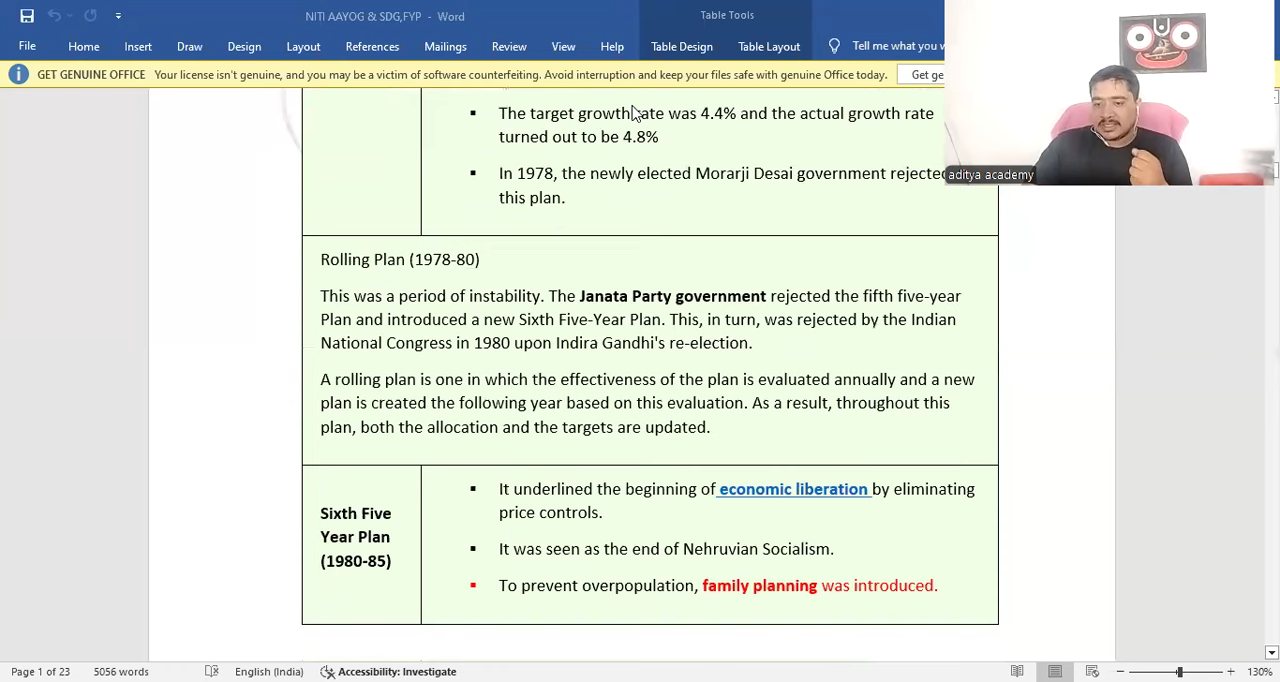 NITI AAYOG & SDG,FYP - Word
Table Tools
File Home Insert Draw Design Layout References Mailings Review View Help Table Design Table Layout Tell me what you
GET GENUINE OFFICE Your license isn't genuine, and you may be a victim of software counterfeiting. Avoid interruption and keep your files safe with genuine Office today. Get ge
▪ The target growth rate was 4.4% and the actual growth rate
turned out to be 4.8%
▪ In 1978, the newly elected Morarji Desai government rejected
this plan.
aditya academy
Rolling Plan (1978-80)
This was a period of instability. The Janata Party government rejected the fifth five-year
Plan and introduced a new Sixth Five-Year Plan. This, in turn, was rejected by the Indian
National Congress in 1980 upon Indira Gandhi's re-election.
A rolling plan is one in which the effectiveness of the plan is evaluated annually and a new
plan is created the following year based on this evaluation. As a result, throughout this
plan, both the allocation and the targets are updated.
Sixth Five
Year Plan
(1980-85)
▪ It underlined the beginning of economic liberation by eliminating
price controls.
▪ It was seen as the end of Nehruvian Socialism.
▪ To prevent overpopulation, family planning was introduced.
Page 1 of 23 5056 words English (India) Accessibility: Investigate 130%